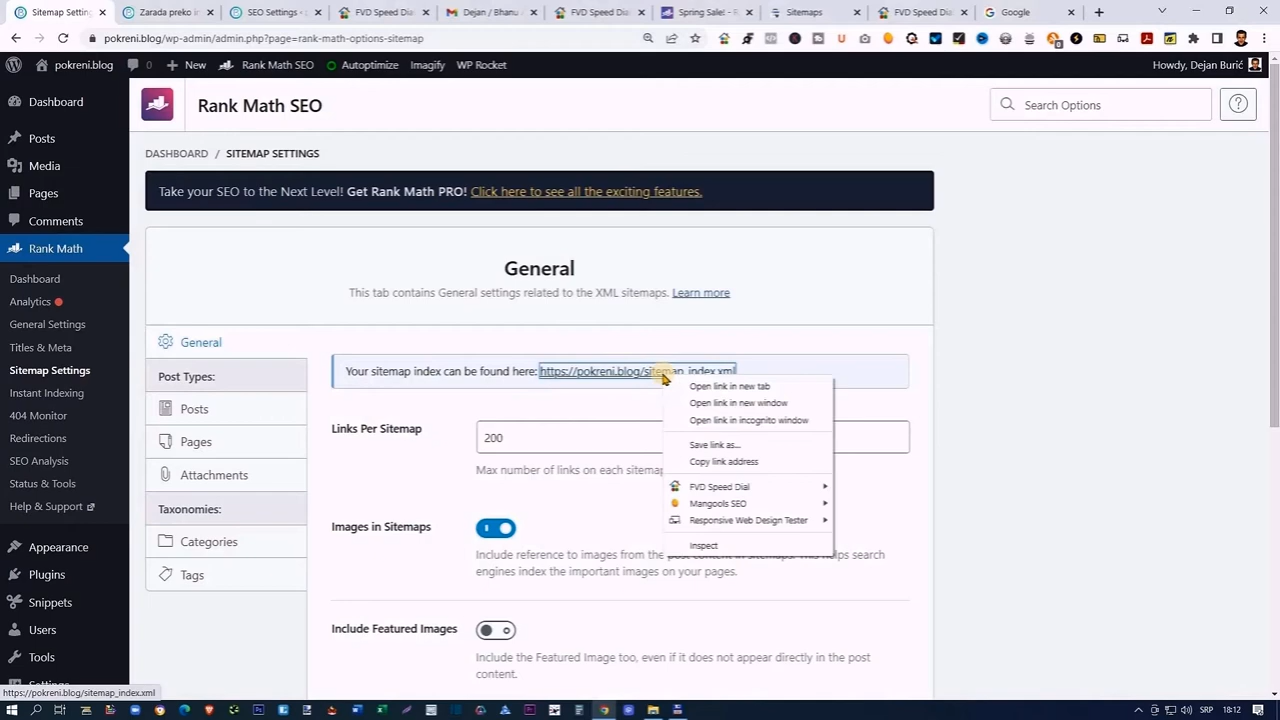 Sitemap Settings
Zarada preko in
SEO Settings -
FVD Speed Dial
Dejan / Bhanu
FVD Speed Dial
Spring Sale! - R
Sitemaps
FVD Speed Dial
Google
pokreni.blog/wp-admin/admin.php?page=rank-math-options-sitemap
pokreni.blog
0
New
Rank Math SEO
Autoptimize
Imagify
WP Rocket
Howdy, Dejan Burić
Dashboard
Posts
Media
Pages
Comments
Rank Math
Dashboard
Analytics
General Settings
Titles & Meta
Sitemap Settings
Instant Indexing
404 Monitor
Redirections
SEO Analysis
Status & Tools
Help & Support
Appearance
Plugins
Snippets
Users
Tools
Settings
Rank Math SEO
Search Options
DASHBOARD / SITEMAP SETTINGS
Take your SEO to the Next Level! Get Rank Math PRO! Click here to see all the exciting features.
General
This tab contains General settings related to the XML sitemaps. Learn more
General
Post Types:
Posts
Pages
Attachments
Taxonomies:
Categories
Tags
Your sitemap index can be found here: https://pokreni.blog/sitemap_index.xml
Links Per Sitemap
200
Max number of links on each sitemap
Images in Sitemaps
Include reference to images from the post content in sitemaps. This helps search
engines index the important images on your pages.
Include Featured Images
Include the Featured Image too, even if it does not appear directly in the post
content.
Open link in new tab
Open link in new window
Open link in incognito window
Save link as...
Copy link address
FVD Speed Dial
Mangools SEO
Responsive Web Design Tester
Inspect
https://pokreni.blog/sitemap_index.xml
SRP
18:12